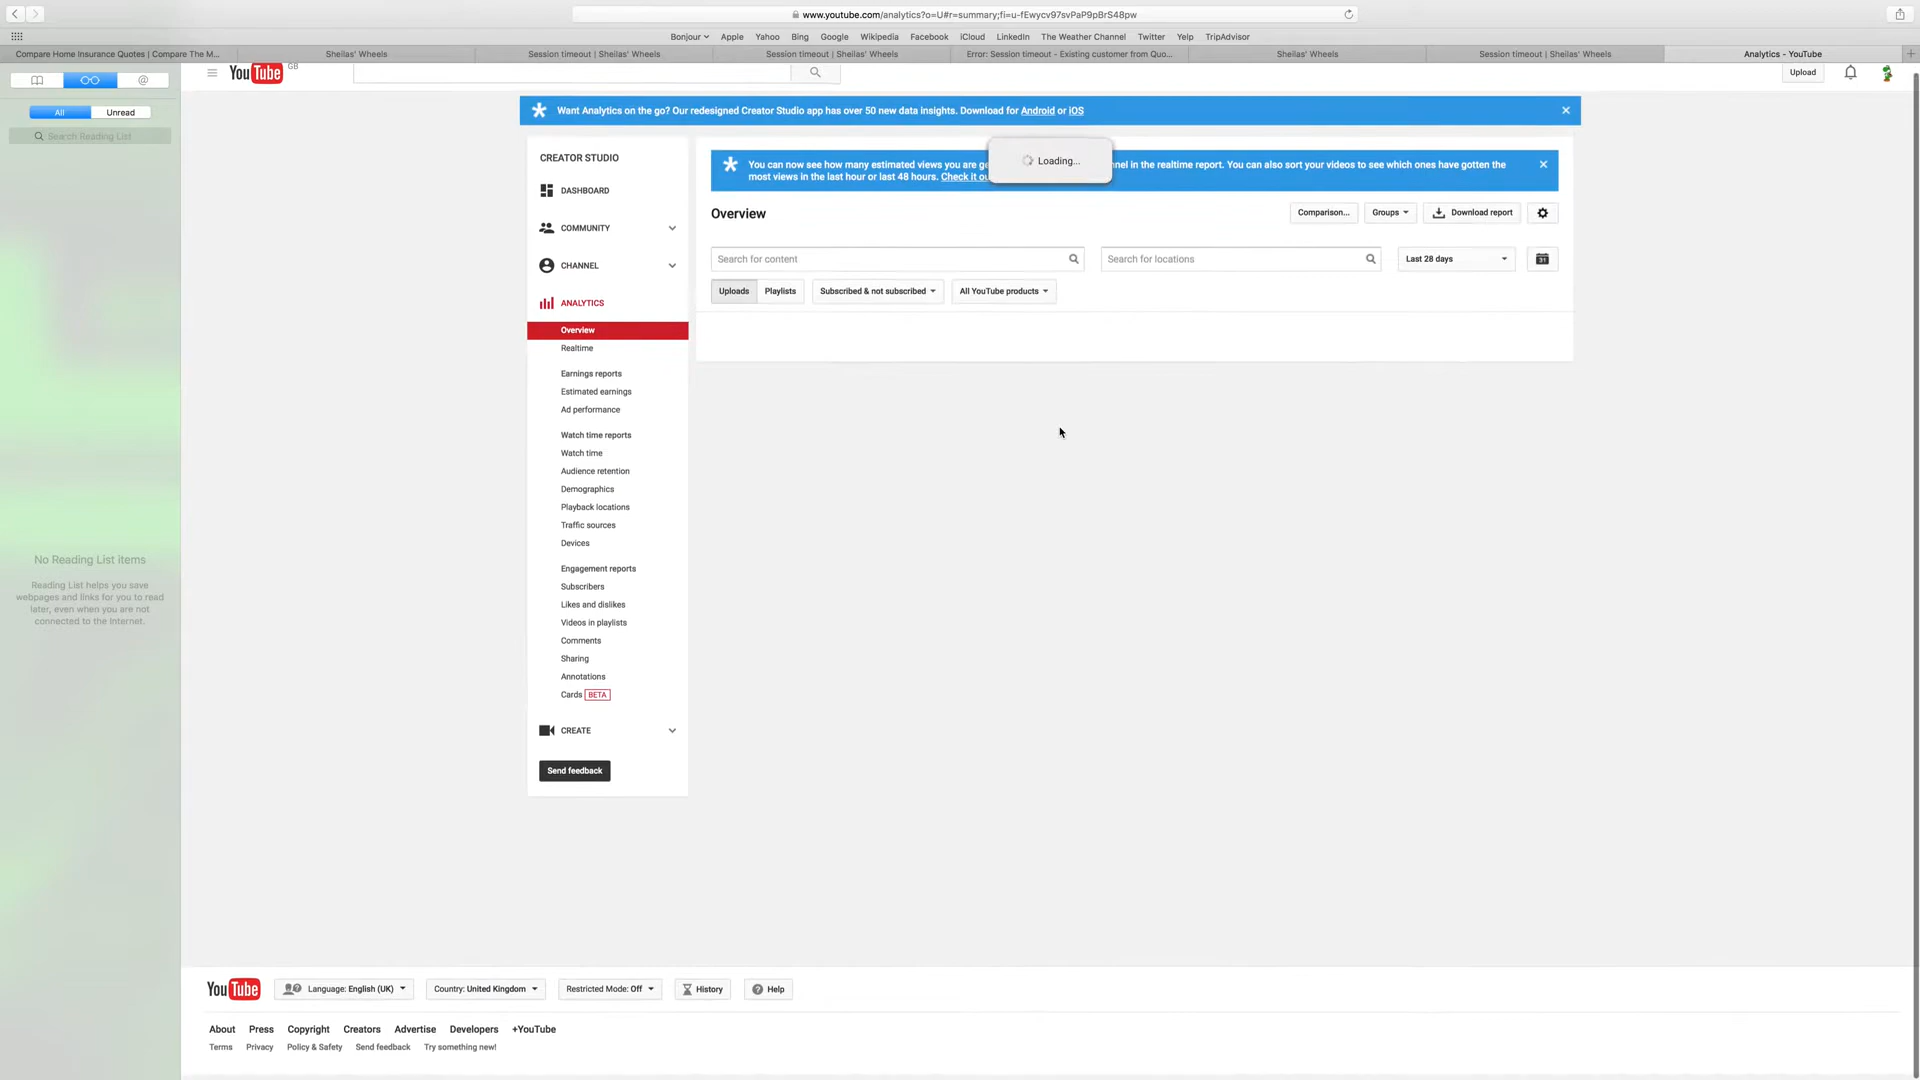 www.youtube.com/analytics?o=U#r=summary;fi=u-fEwycv97svPaP9pBrS48pw
Bonjour Apple Yahoo Bing Google Wikipedia Facebook iCloud LinkedIn The Weather Channel Twitter Yelp TripAdvisor
Compare Home Insurance Quotes | Compare The M... Sheilas' Wheels Session timeout | Sheilas' Wheels Session timeout | Sheilas' Wheels Error: Session timeout - Existing customer from Quo... Sheilas' Wheels Session timeout | Sheilas' Wheels Analytics - YouTube
YouTube GB
Upload
All Unread
Search Reading List
Want Analytics on the go? Our redesigned Creator Studio app has over 50 new data insights. Download for Android or iOS
CREATOR STUDIO
Loading...
You can now see how many estimated views you are ge nnel in the realtime report. You can also sort your videos to see which ones have gotten the
most views in the last hour or last 48 hours. Check it ou
DASHBOARD
Overview
Comparison... Groups Download report
COMMUNITY
Search for content Search for locations Last 28 days 31
CHANNEL
Uploads Playlists Subscribed & not subscribed All YouTube products
ANALYTICS
Overview
Realtime
Earnings reports
Estimated earnings
Ad performance
Watch time reports
Watch time
Audience retention
Demographics
Playback locations
Traffic sources
Devices
Engagement reports
Subscribers
Likes and dislikes
Videos in playlists
Comments
Sharing
Annotations
Cards BETA
CREATE
Send feedback
No Reading List items
Reading List helps you save
webpages and links for you to read
later, even when you are not
connected to the Internet.
YouTube Language: English (UK) Country: United Kingdom Restricted Mode: Off History Help
About Press Copyright Creators Advertise Developers +YouTube
Terms Privacy Policy & Safety Send feedback Try something new!